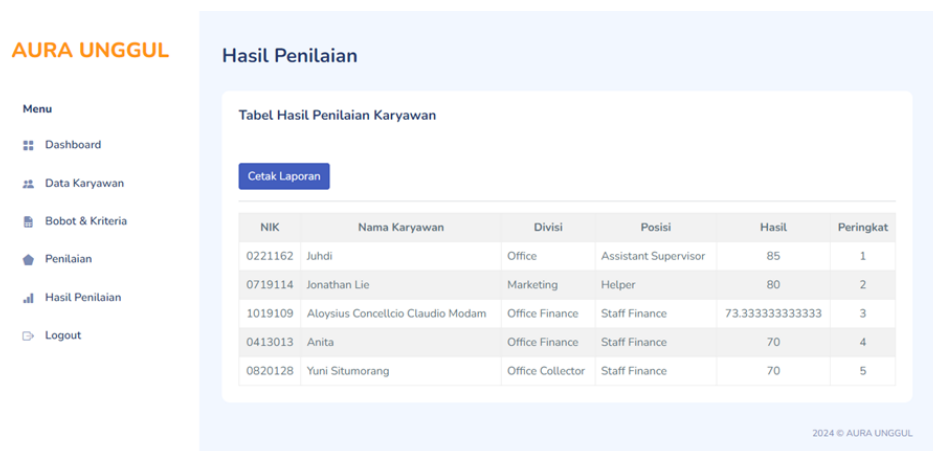 AURA UNGGUL
Menu
Dashboard
Data Karyawan
Bobot & Kriteria
Penilaian
Hasil Penilaian
Logout
Hasil Penilaian
Tabel Hasil Penilaian Karyawan
Cetak Laporan
NIK Nama Karyawan Divisi Posisi Hasil Peringkat
0221162 Juhdi Office Assistant Supervisor 85 1
0719114 Jonathan Lie Marketing Helper 80 2
1019109 Aloysius Concellcio Claudio Modam Office Finance Staff Finance 73.333333333333 3
0413013 Anita Office Finance Staff Finance 70 4
0820128 Yuni Situmorang Office Collector Staff Finance 70 5
2024 © AURA UNGGUL